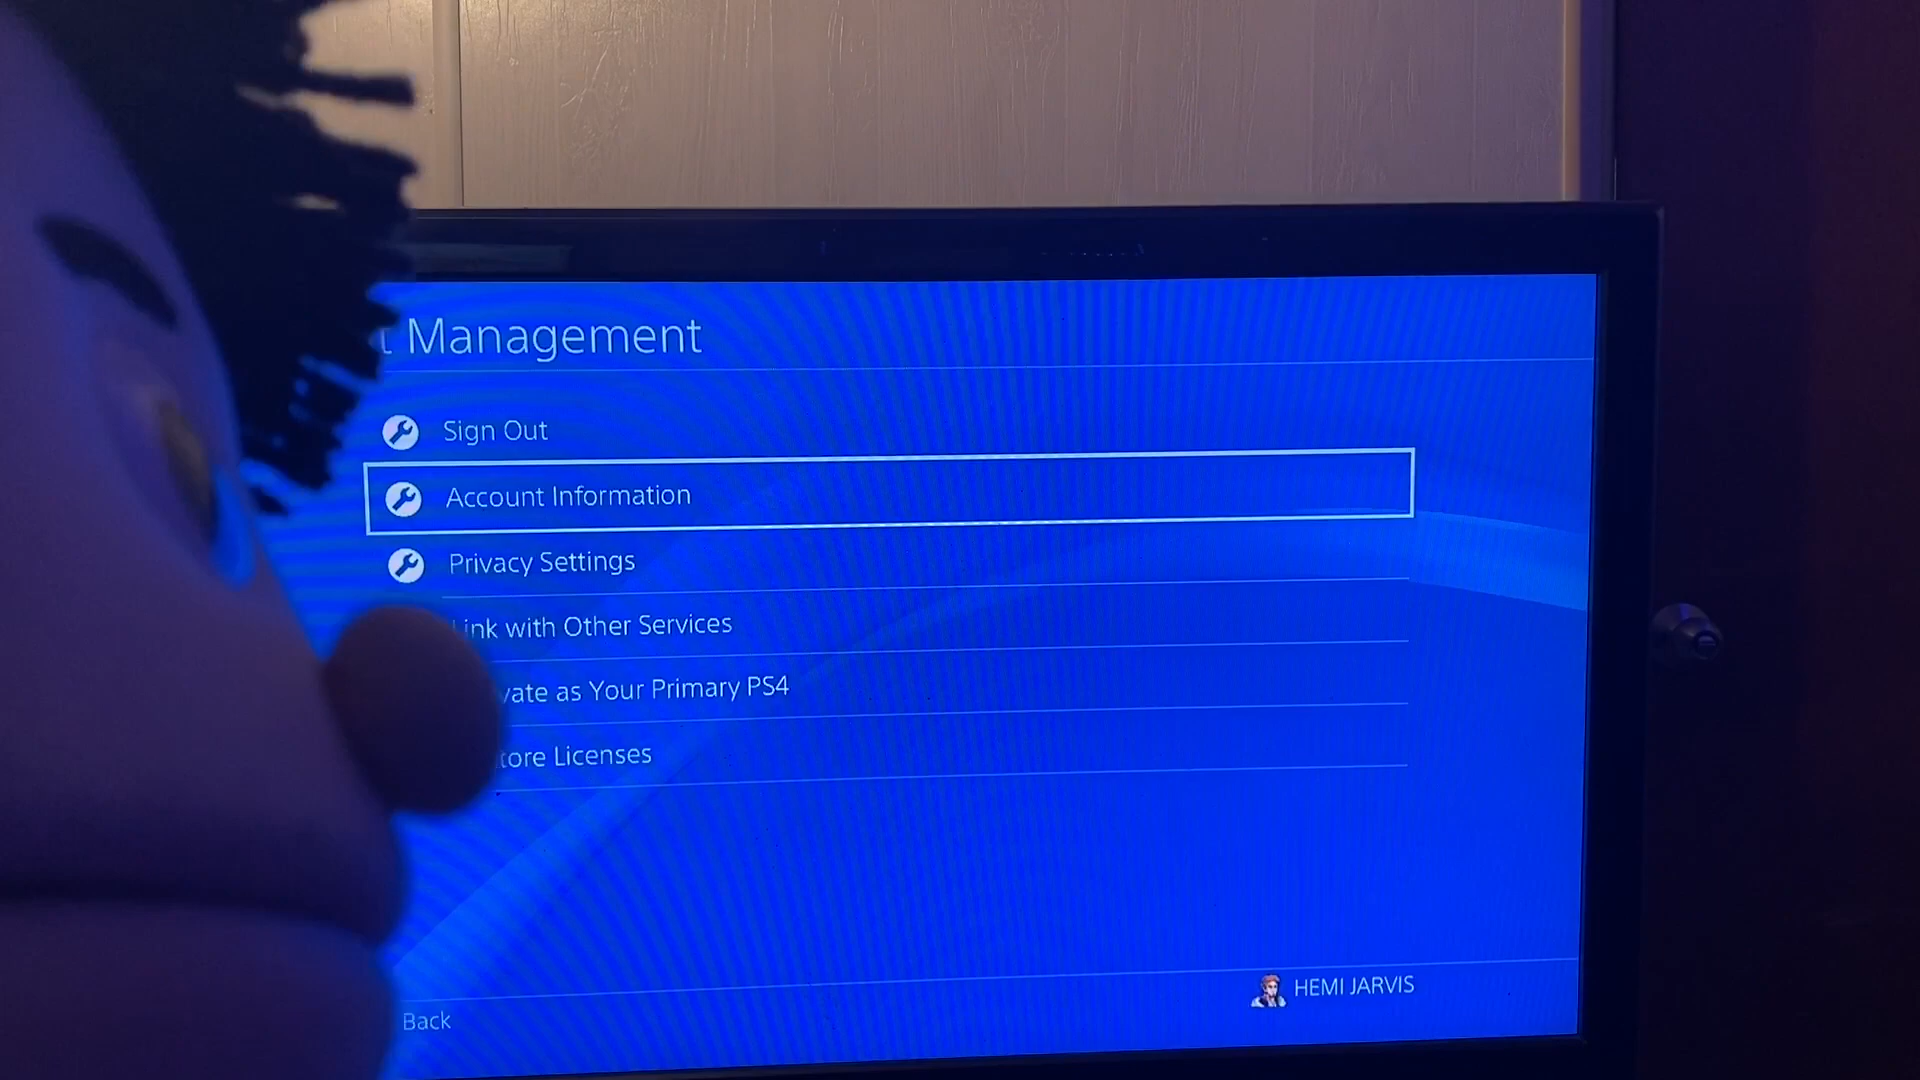 t Management
Sign Out
Account Information
Privacy Settings
Link with Other Services
vate as Your Primary PS4
tore Licenses
HEMI JARVIS
Back